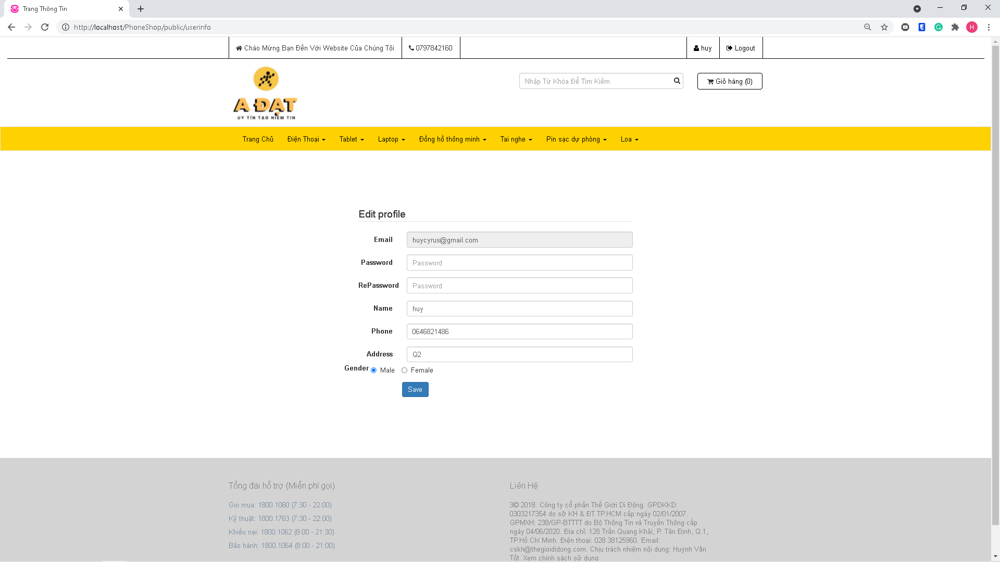 Trang Thông Tin
http://localhost/PhoneShop/public/userinfo
H
Chào Mừng Bạn Đến Với Website Của Chúng Tôi
0797842160
huy
Logout
A ĐẠT
UY TÍN TẠO NIỀM TIN
Nhập Từ Khóa Để Tìm Kiếm
Giỏ hàng (0)
Trang Chủ
Điện Thoại
Tablet
Laptop
Đồng hồ thông minh
Tai nghe
Pin sạc dự phòng
Loa
Edit profile
Email
huycyrus@gmail.com
Password
Password
RePassword
Password
Name
huy
Phone
0646821486
Address
Q2
Gender
Male
Female
Save
Tổng đài hỗ trợ (Miễn phí gọi)
Gọi mua: 1800.1060 (7:30 - 22:00)
Kỹ thuật: 1800.1763 (7:30 - 22:00)
Khiếu nại: 1800.1062 (8:00 - 21:30)
Bảo hành: 1800.1064 (8:00 - 21:00)
Liên Hệ
3© 2018. Công ty cổ phần Thế Giới Di Động. GPDKKD:
0303217354 do sở KH & ĐT TP.HCM cấp ngày 02/01/2007.
GPMXH: 238/GP-BTTTT do Bộ Thông Tin và Truyền Thông cấp
ngày 04/06/2020. Địa chỉ: 128 Trần Quang Khải, P. Tân Định, Q.1,
TP.Hồ Chí Minh. Điện thoại: 028 38125960. Email:
cskh@thegioididong.com. Chịu trách nhiệm nội dung: Huỳnh Văn
Tốt. Xem chính sách sử dụng